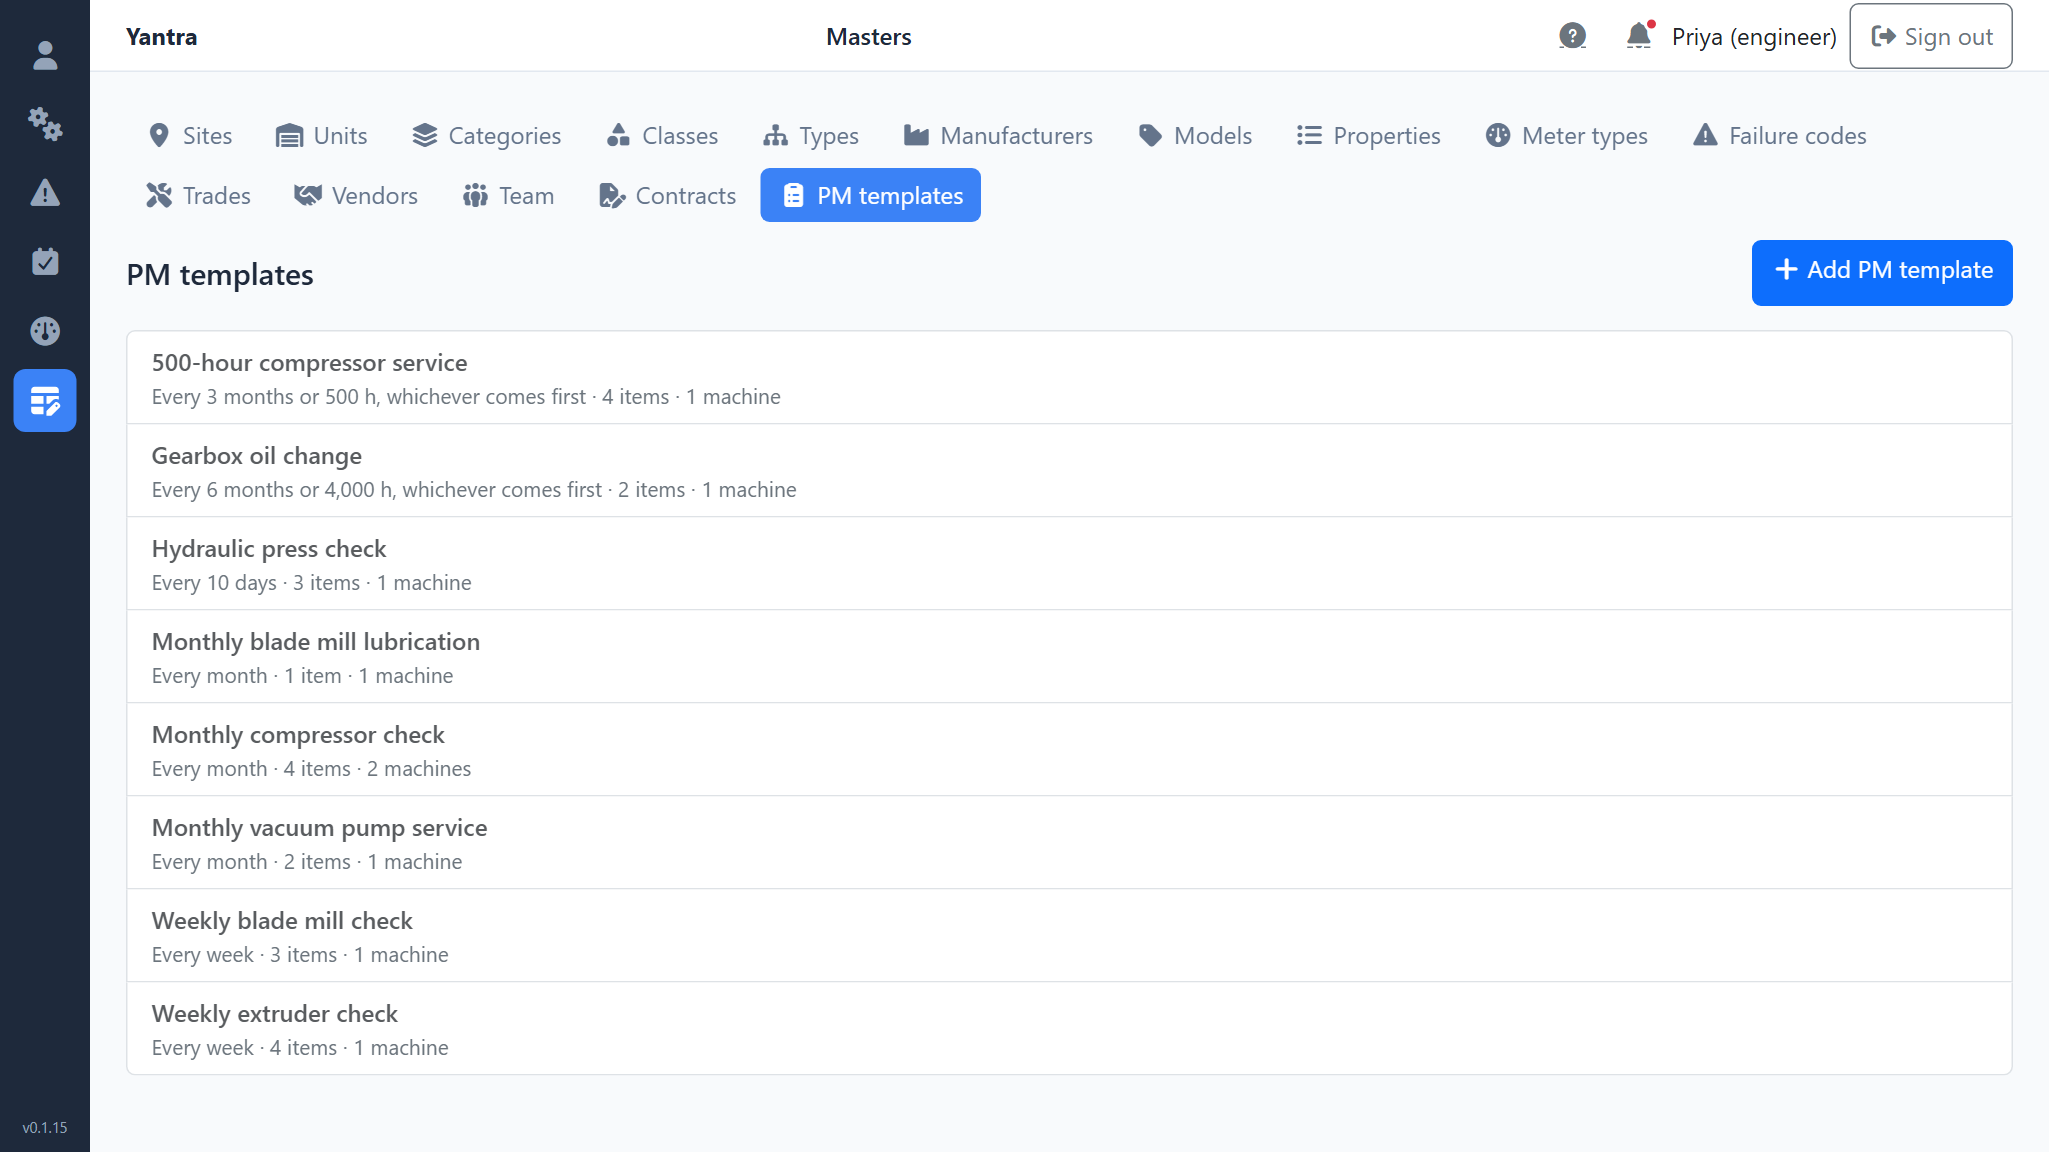 Yantra
Masters
Priya (engineer)
Sign out
Sites
Units
Categories
Classes
Types
Manufacturers
Models
Properties
Meter types
Failure codes
Trades
Vendors
Team
Contracts
PM templates
PM templates
Add PM template
500-hour compressor service
Every 3 months or 500 h, whichever comes first · 4 items · 1 machine
Gearbox oil change
Every 6 months or 4,000 h, whichever comes first · 2 items · 1 machine
Hydraulic press check
Every 10 days · 3 items · 1 machine
Monthly blade mill lubrication
Every month · 1 item · 1 machine
Monthly compressor check
Every month · 4 items · 2 machines
Monthly vacuum pump service
Every month · 2 items · 1 machine
Weekly blade mill check
Every week · 3 items · 1 machine
Weekly extruder check
Every week · 4 items · 1 machine
v0.1.15